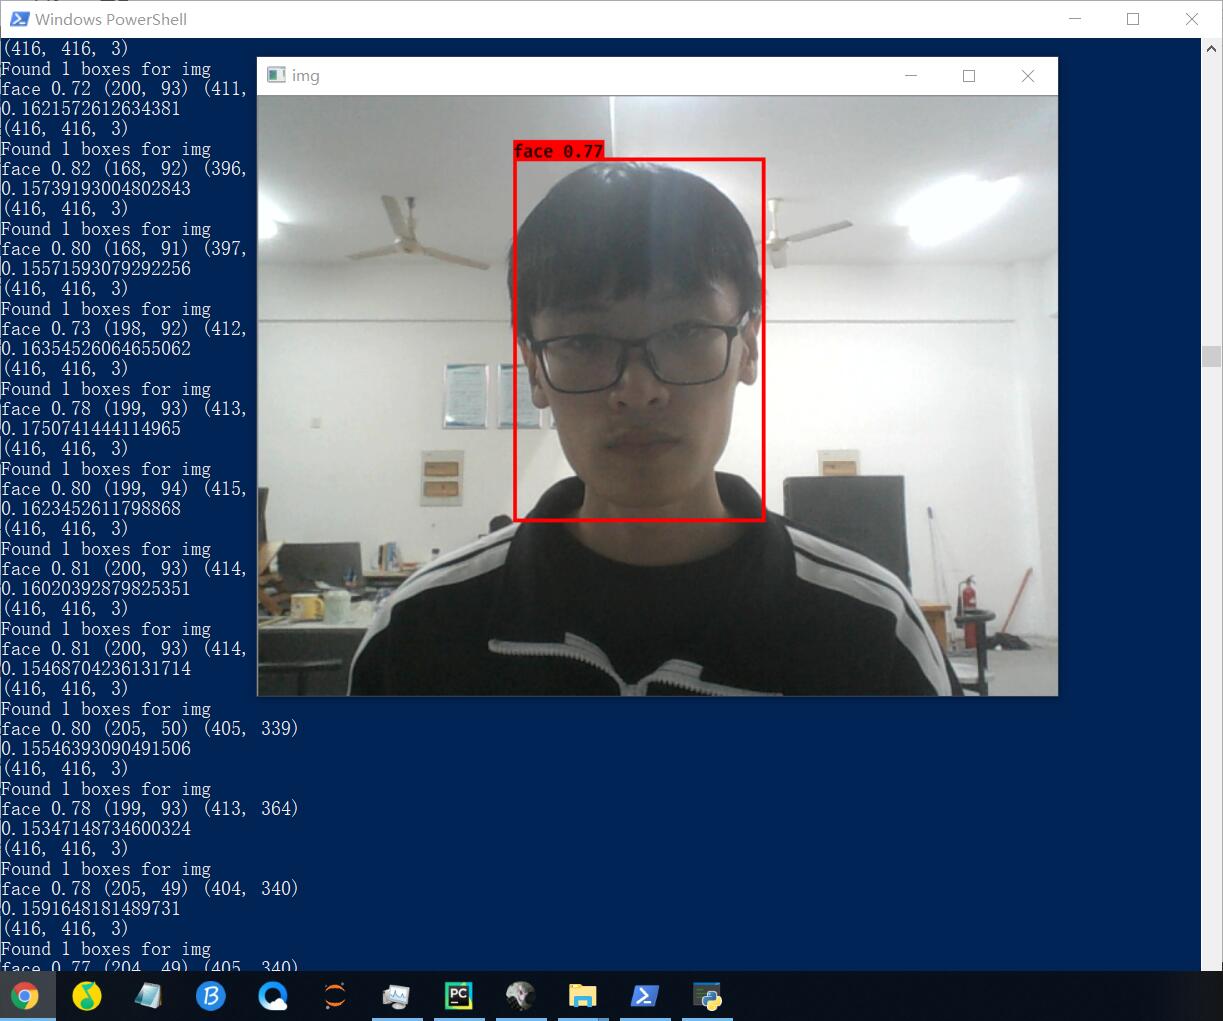 Windows PowerShell
(416, 416, 3)
Found 1 boxes for img
face 0.72 (200, 93) (411,
0.1621572612634381
(416, 416, 3)
Found 1 boxes for img
face 0.82 (168, 92) (396,
0.15739193004802843
(416, 416, 3)
Found 1 boxes for img
face 0.80 (168, 91) (397,
0.15571593079292256
(416, 416, 3)
Found 1 boxes for img
face 0.73 (198, 92) (412,
0.16354526064655062
(416, 416, 3)
Found 1 boxes for img
face 0.78 (199, 93) (413,
0.1750741444114965
(416, 416, 3)
Found 1 boxes for img
face 0.80 (199, 94) (415,
0.1623452611798868
(416, 416, 3)
Found 1 boxes for img
face 0.81 (200, 93) (414,
0.16020392879825351
(416, 416, 3)
Found 1 boxes for img
face 0.81 (200, 93) (414,
0.15468704236131714
(416, 416, 3)
Found 1 boxes for img
face 0.80 (205, 50) (405, 339)
0.15546393090491506
(416, 416, 3)
Found 1 boxes for img
face 0.78 (199, 93) (413, 364)
0.15347148734600324
(416, 416, 3)
Found 1 boxes for img
face 0.78 (205, 49) (404, 340)
0.1591648181489731
(416, 416, 3)
Found 1 boxes for img
face 0.77 (204, 49) (405, 340)
img
face 0.77
PC